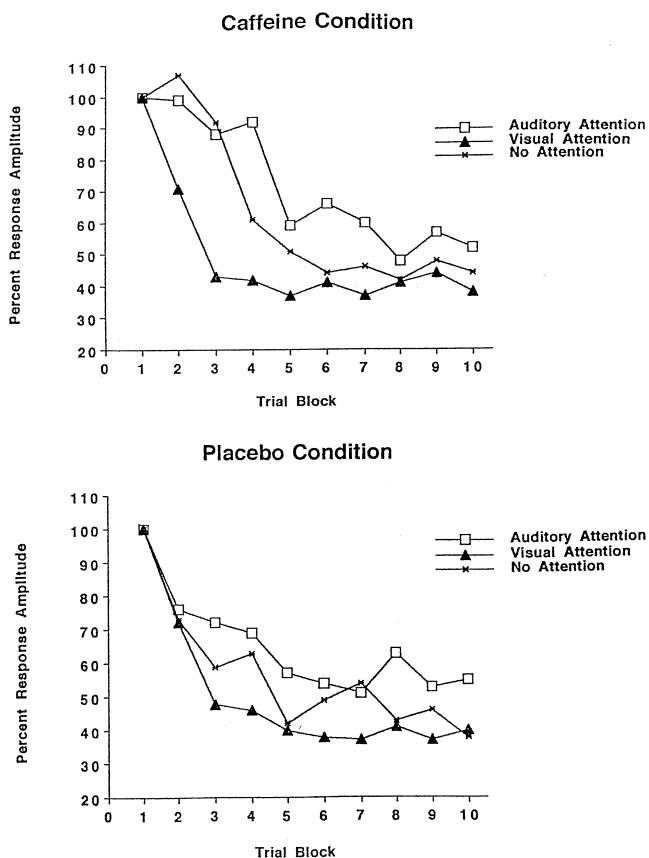 Caffeine Condition
110
100
90
80
70
60
50
40
30
20
Percent Response Amplitude
0 1 2 3 4 5 6 7 8 9 10
Trial Block
Auditory Attention
Visual Attention
No Attention
Placebo Condition
110
100
90
80
70
60
50
40
30
20
Percent Response Amplitude
0 1 2 3 4 5 6 7 8 9 10
Trial Block
Auditory Attention
Visual Attention
No Attention